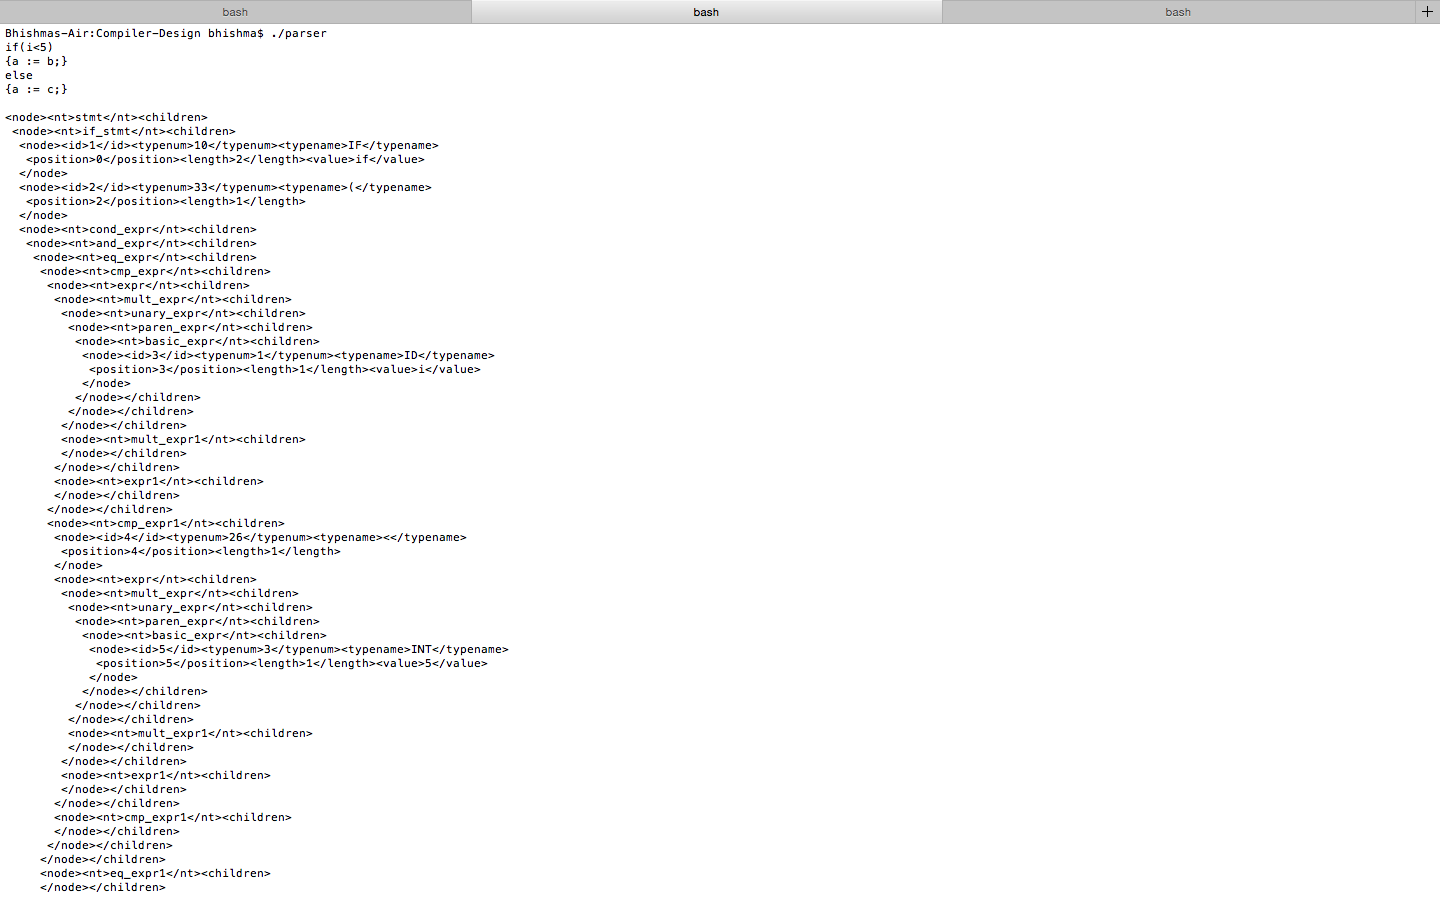 bash bash bash +
Bhishmas-Air:Compiler-Design bhishma$ ./parser
if(i<5)
{a := b;}
else
{a := c;}

<node><nt>stmt</nt><children>
 <node><nt>if_stmt</nt><children>
  <node><id>1</id><typenum>10</typenum><typename>IF</typename>
   <position>0</position><length>2</length><value>if</value>
  </node>
  <node><id>2</id><typenum>33</typenum><typename>(</typename>
   <position>2</position><length>1</length>
  </node>
  <node><nt>cond_expr</nt><children>
   <node><nt>and_expr</nt><children>
    <node><nt>eq_expr</nt><children>
     <node><nt>cmp_expr</nt><children>
      <node><nt>expr</nt><children>
       <node><nt>mult_expr</nt><children>
        <node><nt>unary_expr</nt><children>
         <node><nt>paren_expr</nt><children>
          <node><nt>basic_expr</nt><children>
           <node><id>3</id><typenum>1</typenum><typename>ID</typename>
            <position>3</position><length>1</length><value>i</value>
           </node>
          </node></children>
         </node></children>
        </node></children>
        <node><nt>mult_expr1</nt><children>
        </node></children>
       </node></children>
       <node><nt>expr1</nt><children>
       </node></children>
      </node></children>
      <node><nt>cmp_expr1</nt><children>
       <node><id>4</id><typenum>26</typenum><typename><</typename>
        <position>4</position><length>1</length>
       </node>
       <node><nt>expr</nt><children>
        <node><nt>mult_expr</nt><children>
         <node><nt>unary_expr</nt><children>
          <node><nt>paren_expr</nt><children>
           <node><nt>basic_expr</nt><children>
            <node><id>5</id><typenum>3</typenum><typename>INT</typename>
             <position>5</position><length>1</length><value>5</value>
            </node>
           </node></children>
          </node></children>
         </node></children>
         <node><nt>mult_expr1</nt><children>
         </node></children>
        </node></children>
        <node><nt>expr1</nt><children>
        </node></children>
       </node></children>
       <node><nt>cmp_expr1</nt><children>
       </node></children>
      </node></children>
     </node></children>
     <node><nt>eq_expr1</nt><children>
     </node></children>